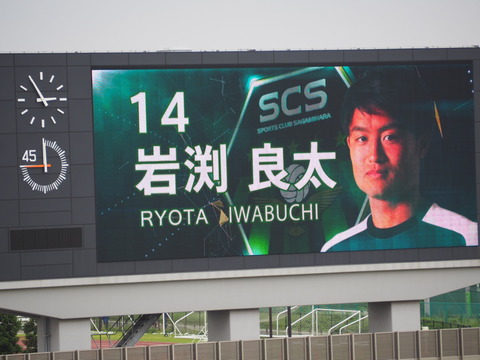 14
SCS
SPORTS CLUB SAGAMIHARA
岩渕 良太
RYOTA IWABUCHI
45